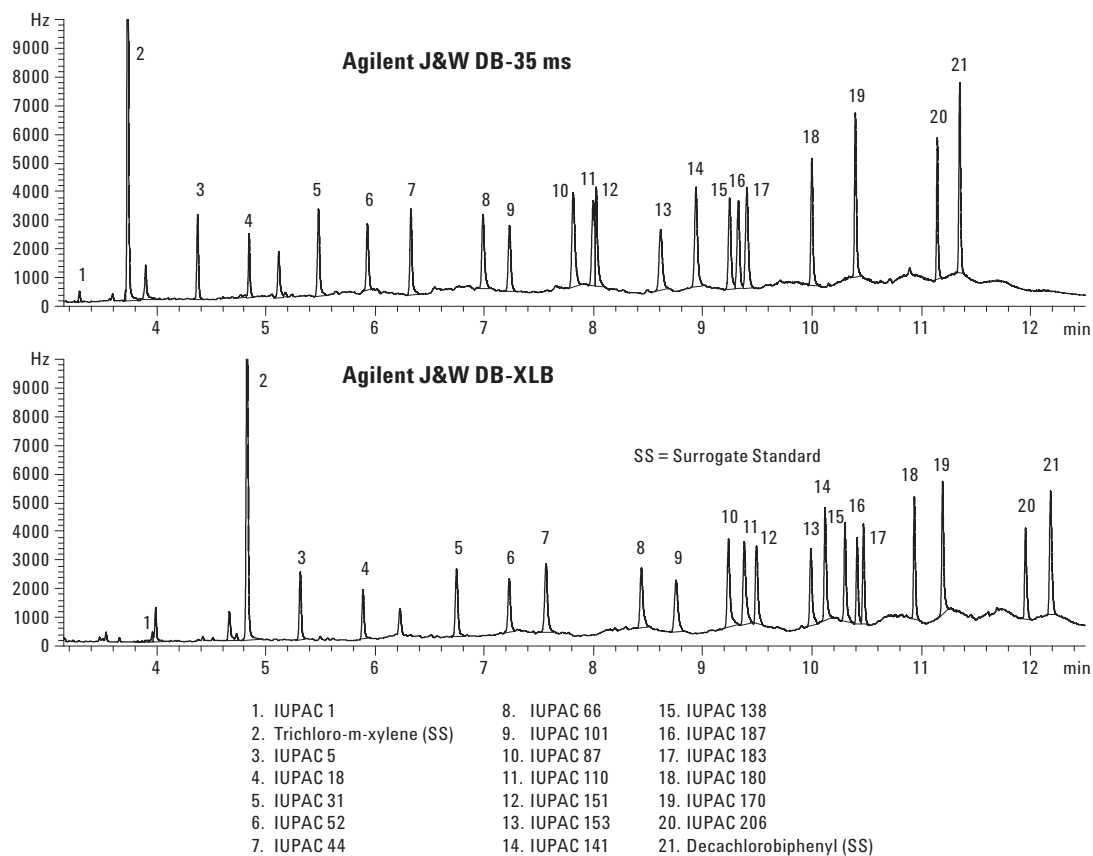 Hz
9000
8000
7000
6000
5000
4000
3000
2000
1000
0
Agilent J&W DB-35 ms
1
2
3
4
5
6
7
8
9
10
11
12
13
14
15
16
17
18
19
20
21
4 5 6 7 8 9 10 11 12 min
Hz
9000
8000
7000
6000
5000
4000
3000
2000
1000
0
Agilent J&W DB-XLB
SS = Surrogate Standard
1
2
3
4
5
6
7
8
9
10
11
12
13
14
15
16
17
18
19
20
21
4 5 6 7 8 9 10 11 12 min
1. IUPAC 1
2. Trichloro-m-xylene (SS)
3. IUPAC 5
4. IUPAC 18
5. IUPAC 31
6. IUPAC 52
7. IUPAC 44
8. IUPAC 66
9. IUPAC 101
10. IUPAC 87
11. IUPAC 110
12. IUPAC 151
13. IUPAC 153
14. IUPAC 141
15. IUPAC 138
16. IUPAC 187
17. IUPAC 183
18. IUPAC 180
19. IUPAC 170
20. IUPAC 206
21. Decachlorobiphenyl (SS)